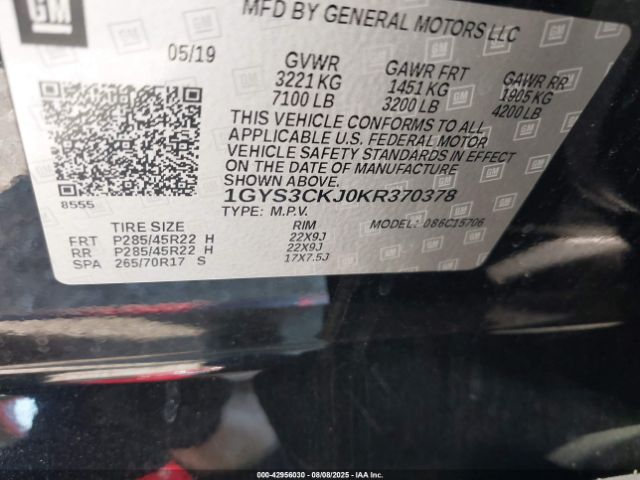 GM
MFD BY GENERAL MOTORS LLC
05/19 GVWR GAWR FRT GAWR RR
3221 KG 1451 KG 1905 KG
7100 LB 3200 LB 4200 LB
THIS VEHICLE CONFORMS TO ALL
APPLICABLE U.S. FEDERAL MOTOR
VEHICLE SAFETY STANDARDS IN EFFECT
ON THE DATE OF MANUFACTURE
SHOWN ABOVE.
8555 1GYS3CKJ0KR370378
TYPE: M.P.V. MODEL: 086C15706
TIRE SIZE RIM
FRT P285/45R22 H 22X9J
RR P285/45R22 H 22X9J
SPA 265/70R17 S 17X7.5J
000-42956030 - 08/08/2025 - IAA Inc.